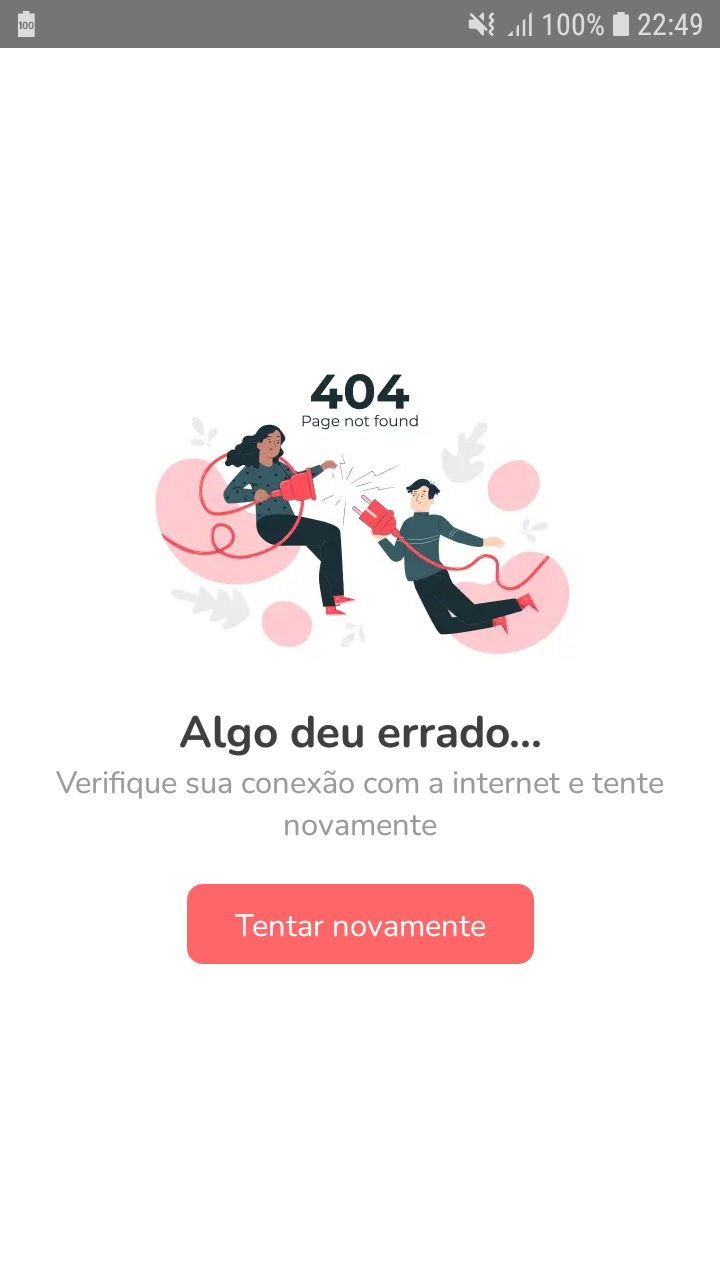 100 100% 22:49
404
Page not found
Algo deu errado...
Verifique sua conexão com a internet e tente
novamente
Tentar novamente